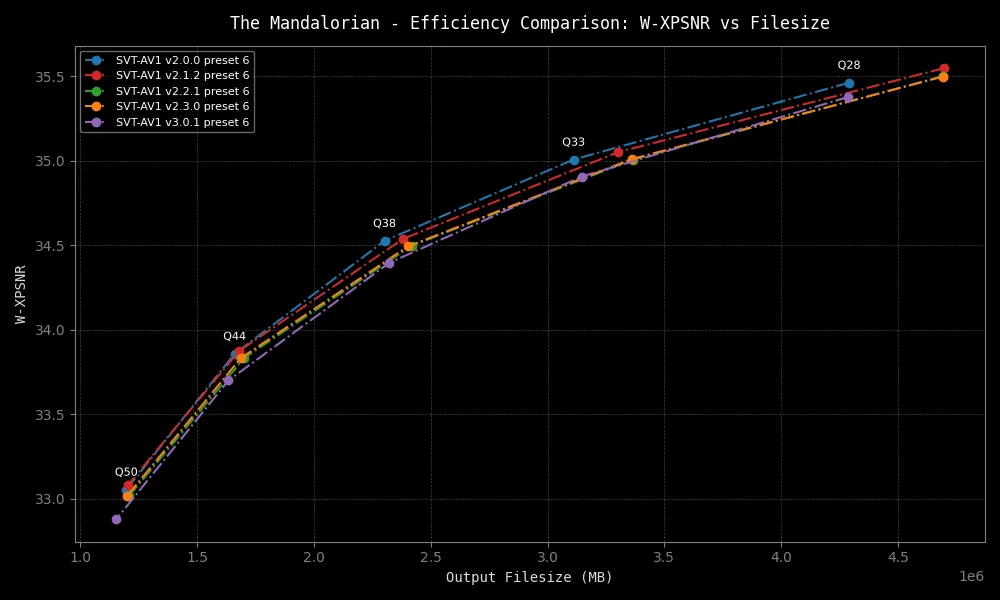 The Mandalorian - Efficiency Comparison: W-XPSNR vs Filesize
SVT-AV1 v2.0.0 preset 6
SVT-AV1 v2.1.2 preset 6
SVT-AV1 v2.2.1 preset 6
SVT-AV1 v2.3.0 preset 6
SVT-AV1 v3.0.1 preset 6
Q28
Q33
Q38
Q44
Q50
35.5
35.0
34.5
34.0
33.5
33.0
W-XPSNR
1.0 1.5 2.0 2.5 3.0 3.5 4.0 4.5
1e6
Output Filesize (MB)